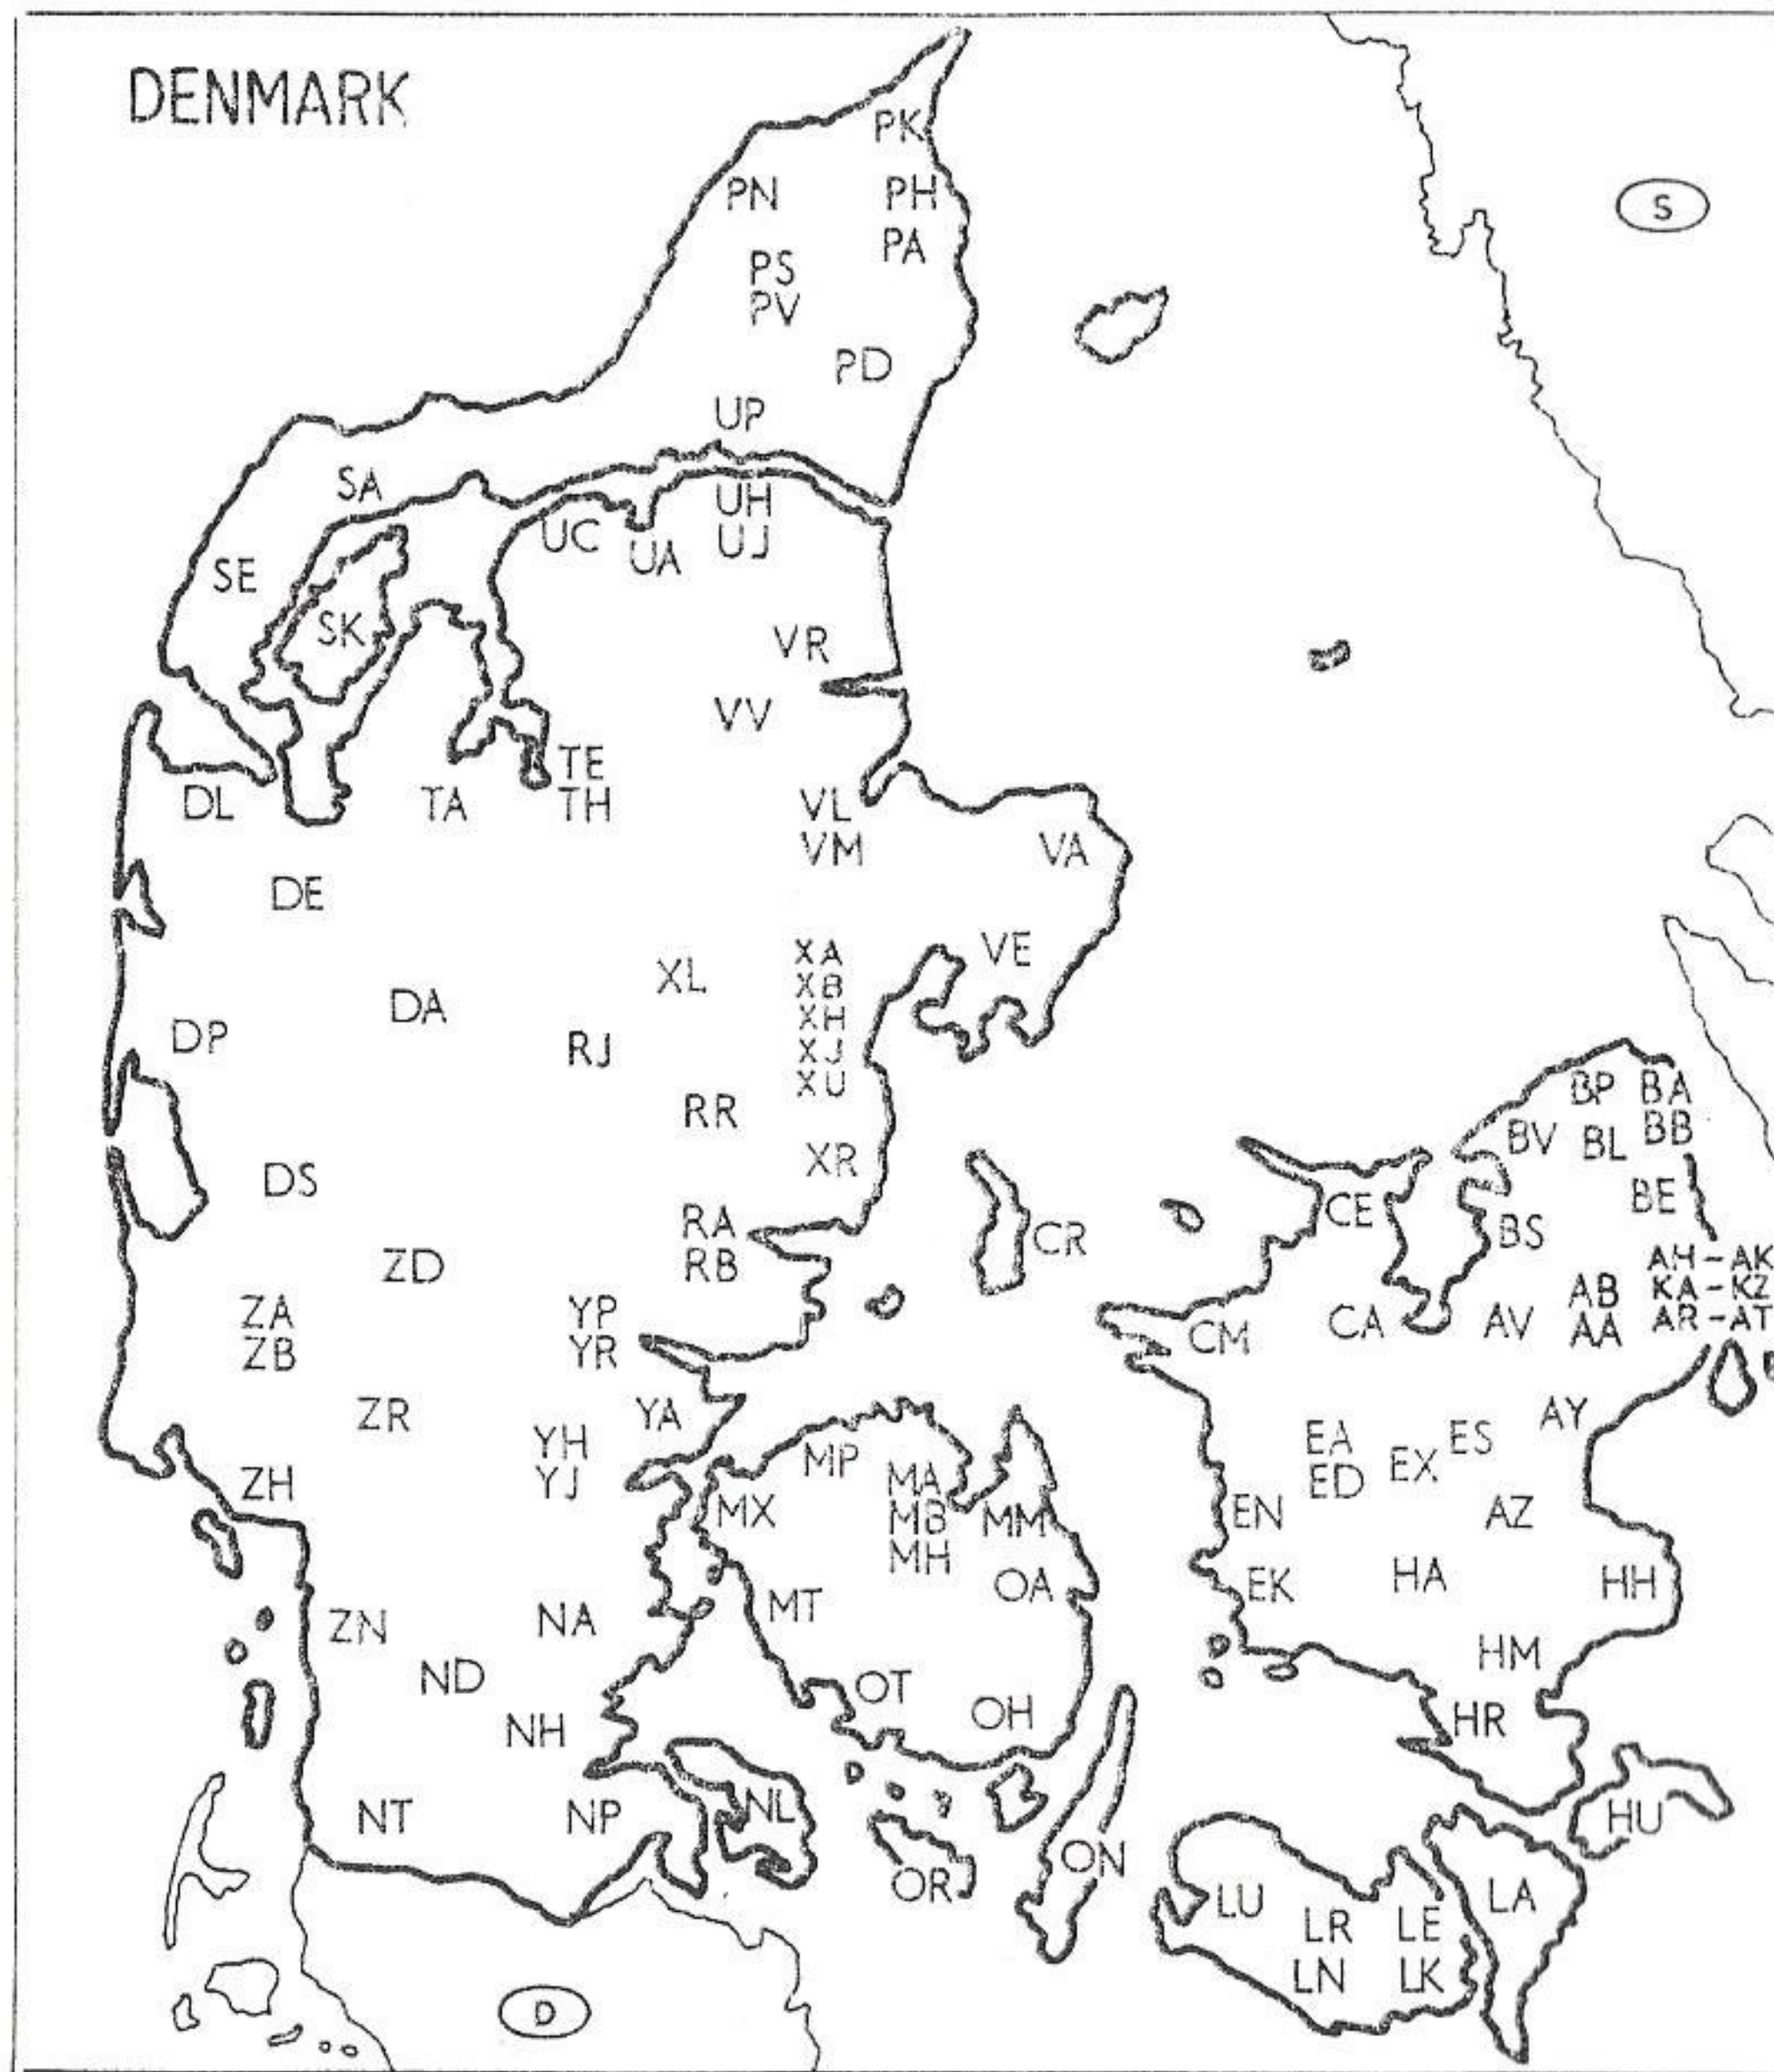 DENMARK
PK
PN PH
S
PA
PS
PV
PD
UP
SA
UH
UC UA UJ
SE
SK
VR
VV
TE
DL TA TH VL
VM VA
DE
XA VE
XL XB
DA XH
DP RJ XJ
XU
BP BA
RR BB
BV BL
XR
DS BE
CE
RA CR BS
RB
ZD AH-AK
AB KA-KZ
ZA YP AR-AT
ZB YR CM CA AV AA
ZR YA AY
YH EA ES
YJ MP EX
ZH MA ED
MX MB MM EN AZ
MH
OA EK HA HH
MT
ZN NA
HM
ND OT
NH OH HR
NT NP NL HU
OR ON
LU LA
LR LE
LN LK
D